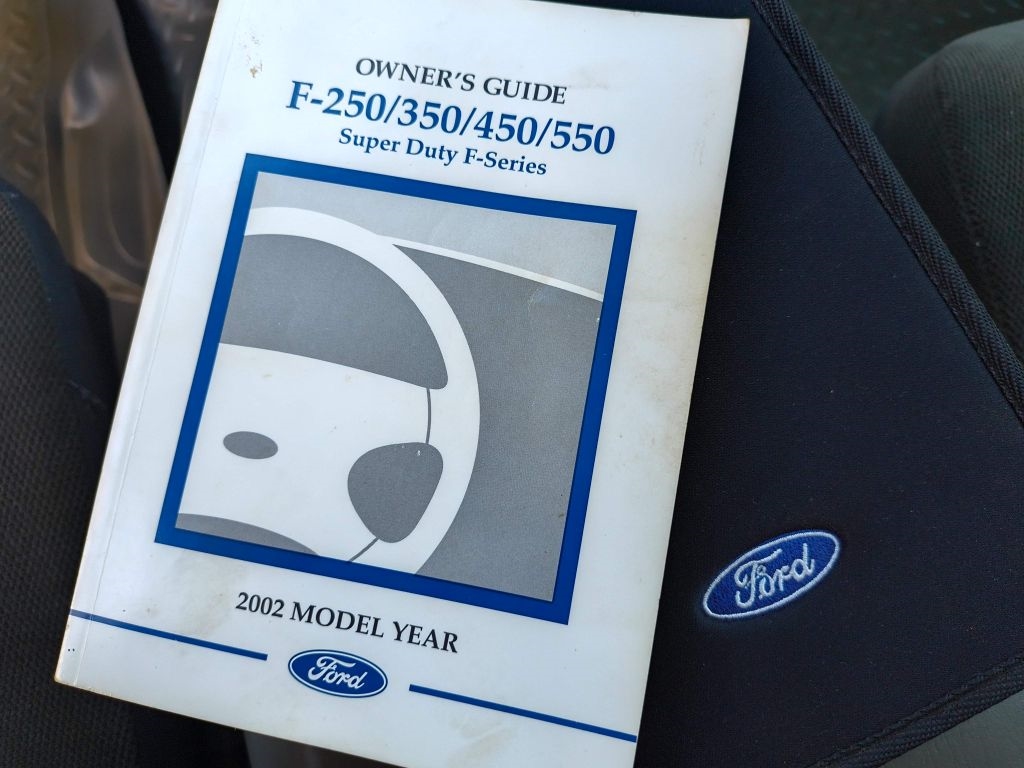 OWNER'S GUIDE
F-250/350/450/550
Super Duty F-Series
2002 MODEL YEAR
Ford
Ford